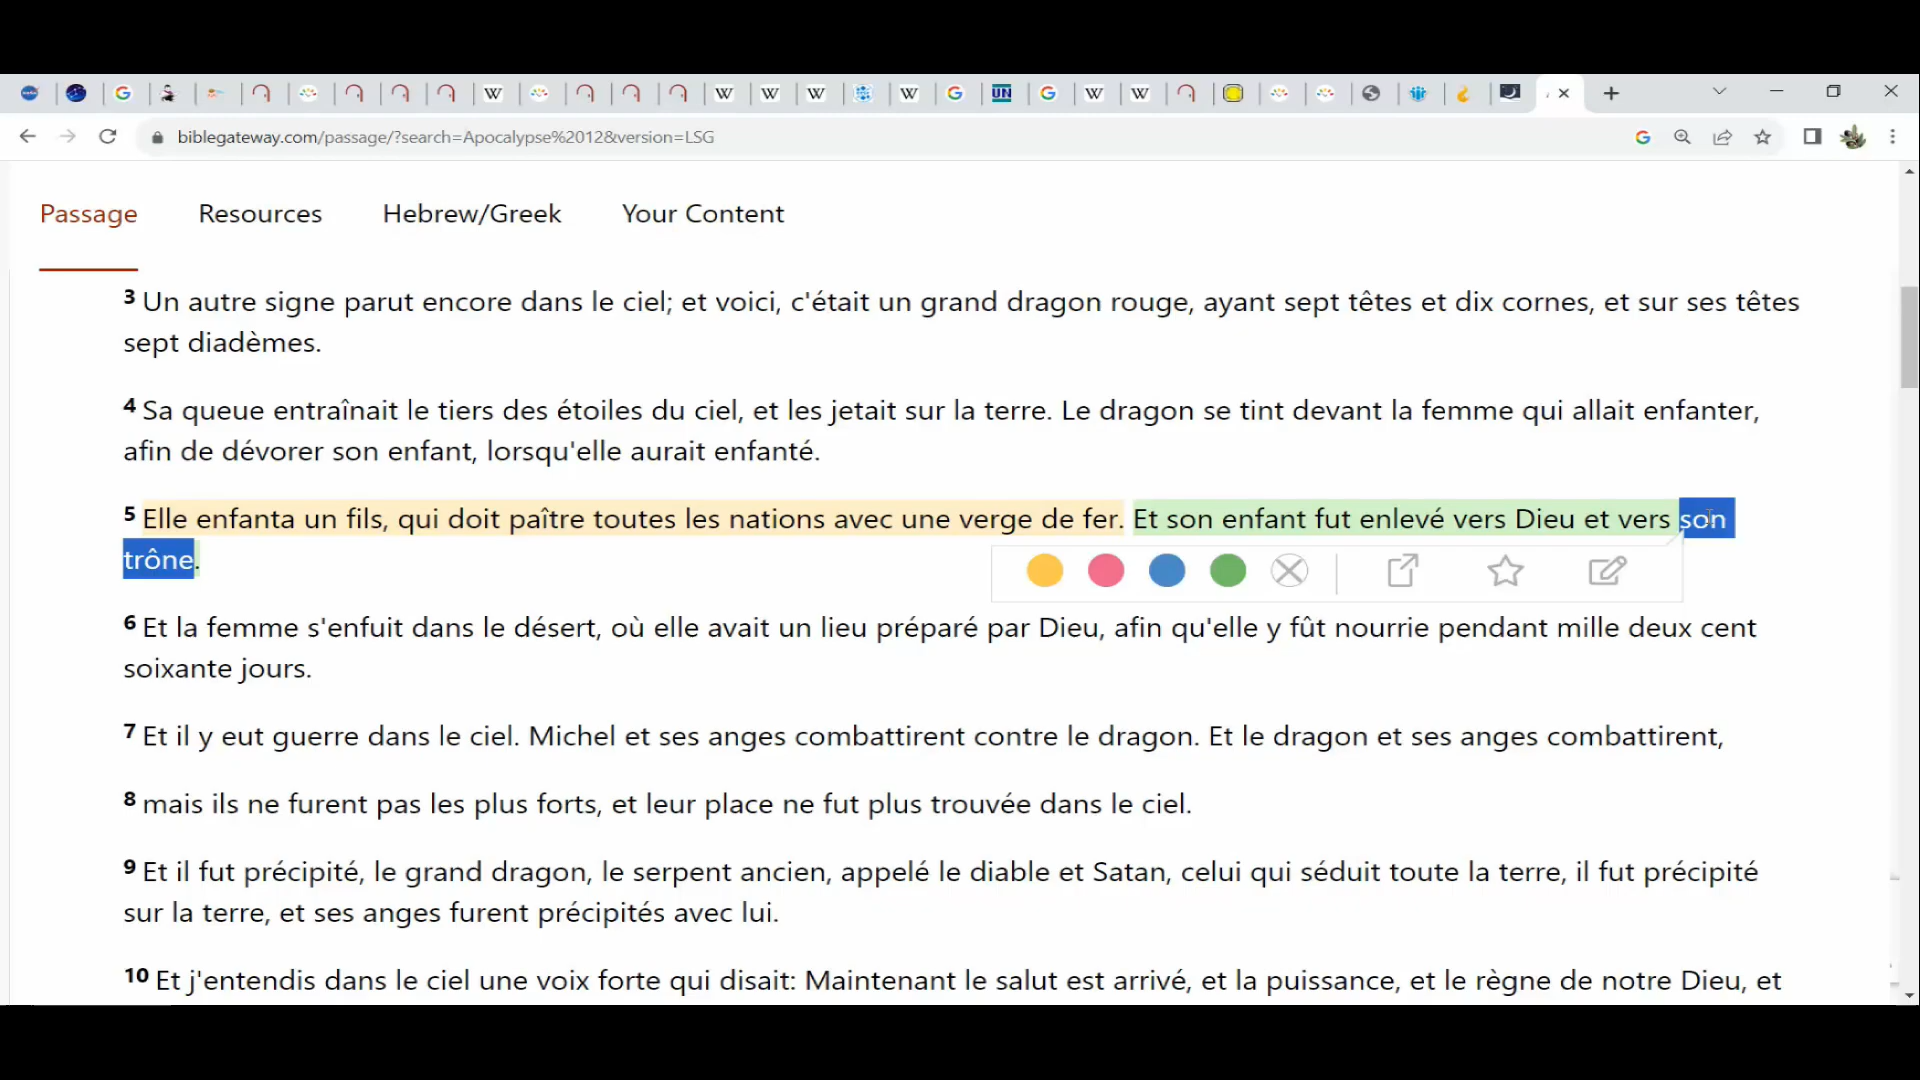 biblegateway.com/passage/?search=Apocalypse%2012&version=LSG
Passage Resources Hebrew/Greek Your Content
3 Un autre signe parut encore dans le ciel; et voici, c'était un grand dragon rouge, ayant sept têtes et dix cornes, et sur ses têtes
sept diadèmes.
4 Sa queue entraînait le tiers des étoiles du ciel, et les jetait sur la terre. Le dragon se tint devant la femme qui allait enfanter,
afin de dévorer son enfant, lorsqu'elle aurait enfanté.
5 Elle enfanta un fils, qui doit paître toutes les nations avec une verge de fer. Et son enfant fut enlevé vers Dieu et vers son
trône.
6 Et la femme s'enfuit dans le désert, où elle avait un lieu préparé par Dieu, afin qu'elle y fût nourrie pendant mille deux cent
soixante jours.
7 Et il y eut guerre dans le ciel. Michel et ses anges combattirent contre le dragon. Et le dragon et ses anges combattirent,
8 mais ils ne furent pas les plus forts, et leur place ne fut plus trouvée dans le ciel.
9 Et il fut précipité, le grand dragon, le serpent ancien, appelé le diable et Satan, celui qui séduit toute la terre, il fut précipité
sur la terre, et ses anges furent précipités avec lui.
10 Et j'entendis dans le ciel une voix forte qui disait: Maintenant le salut est arrivé, et la puissance, et le règne de notre Dieu, et